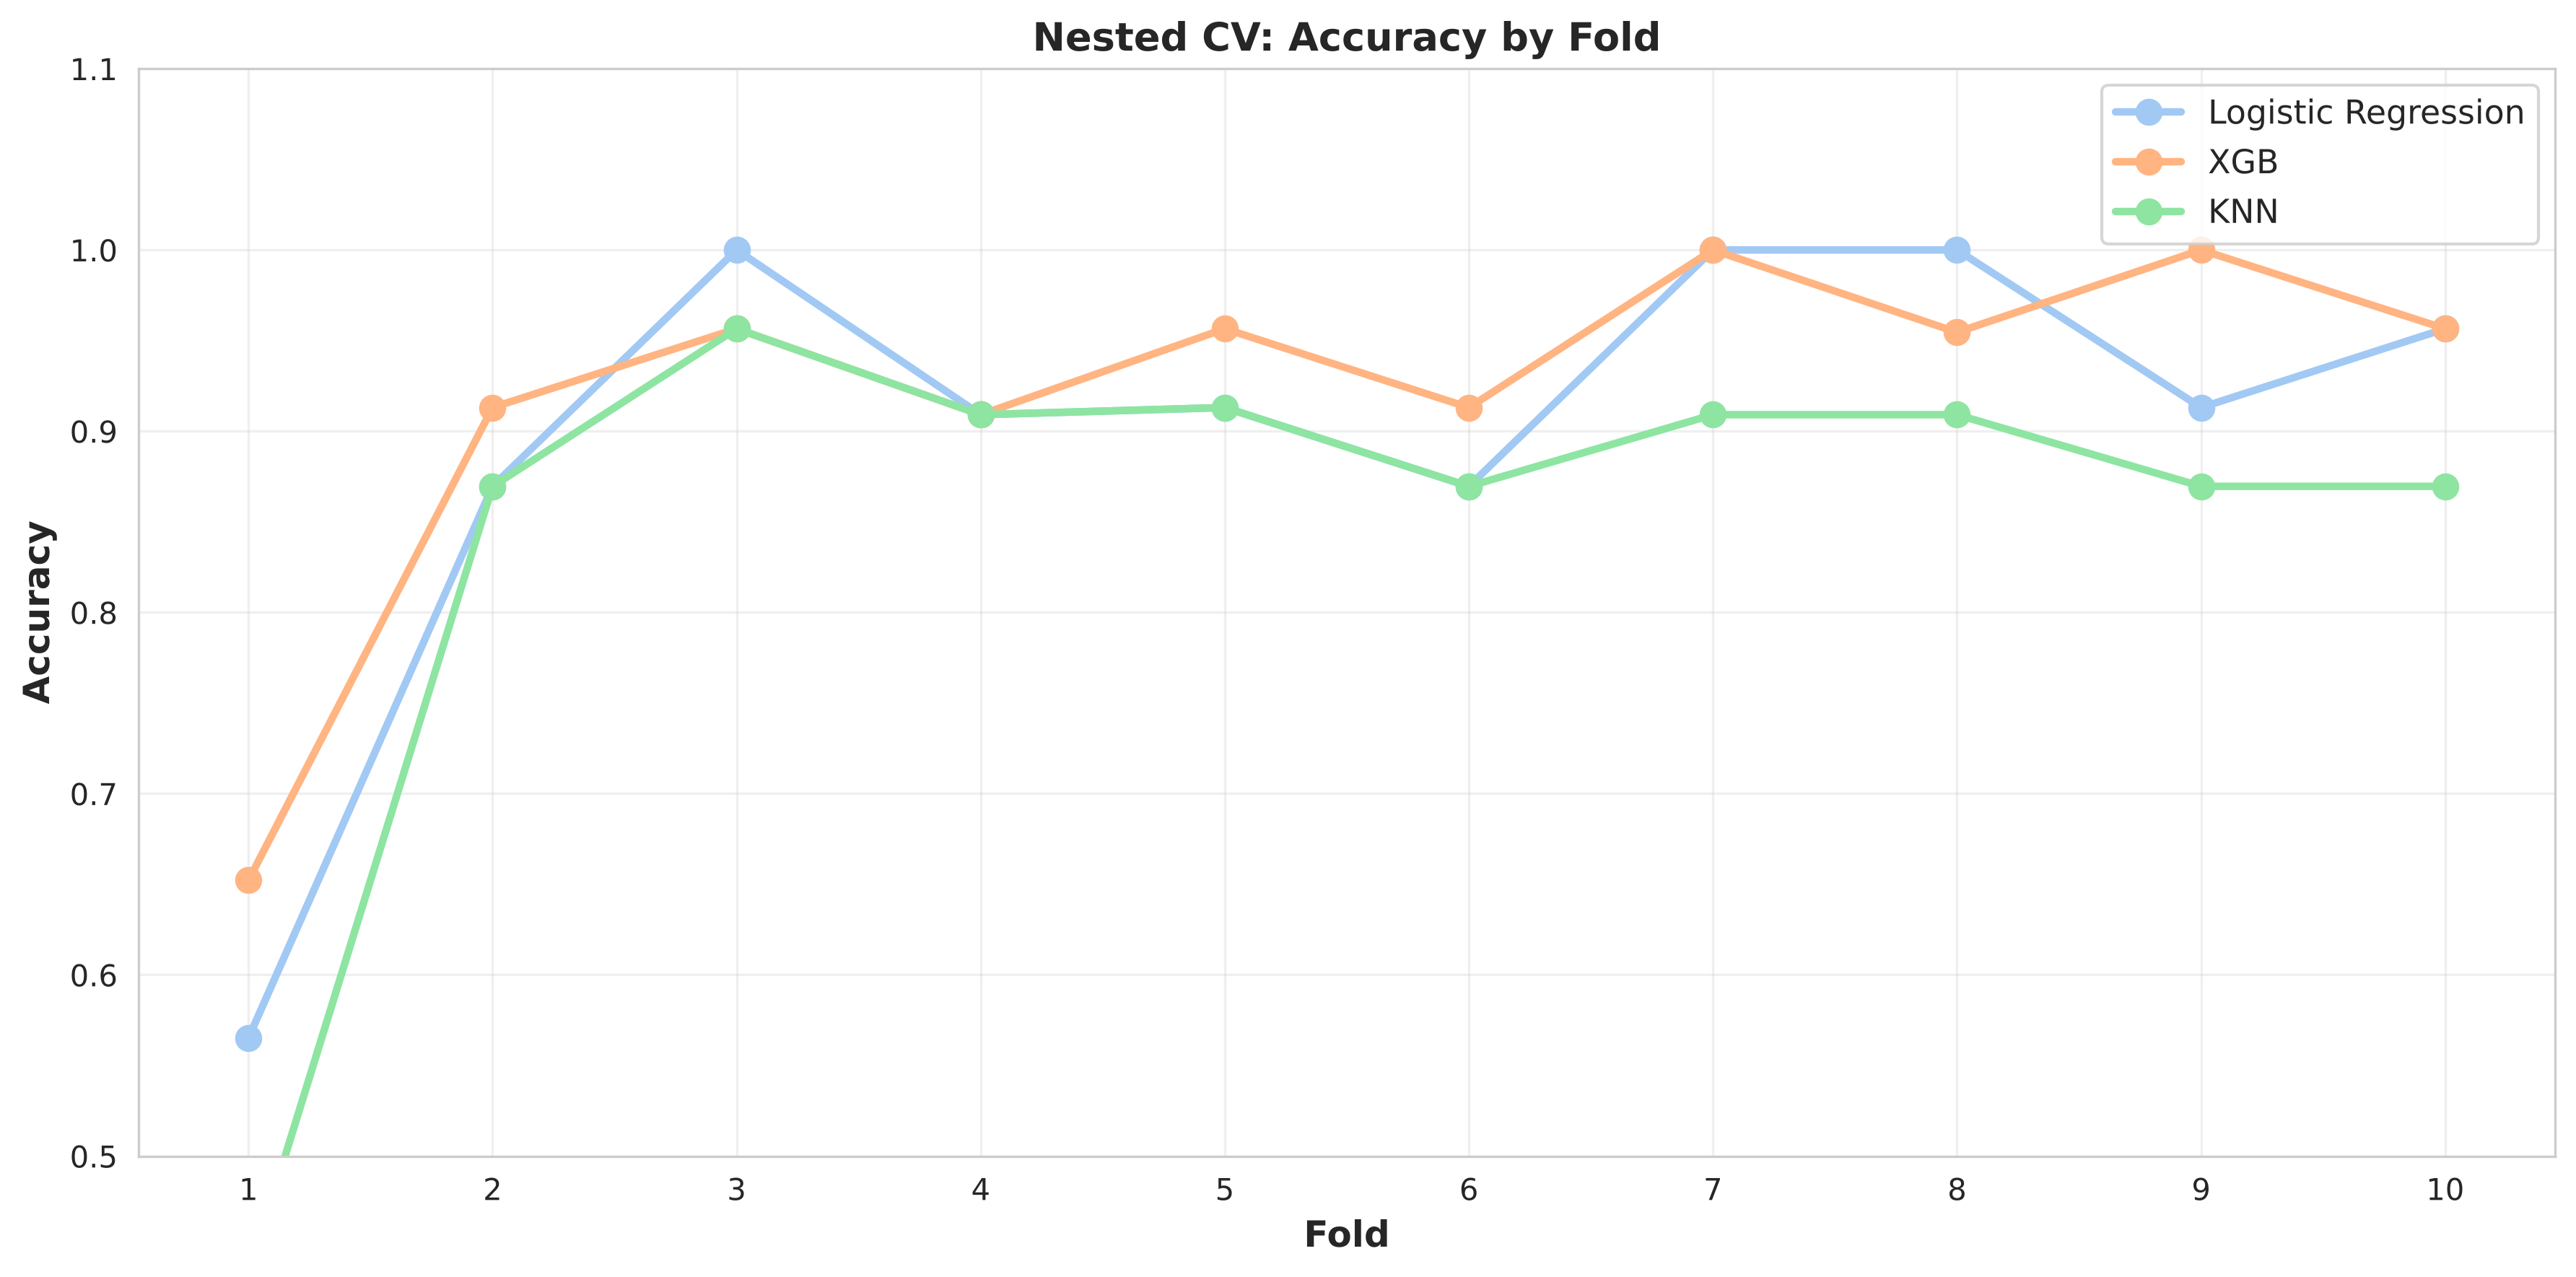 Nested CV: Accuracy by Fold
1.1
1.0
0.9
0.8
0.7
0.6
0.5
Accuracy
Logistic Regression
XGB
KNN
1 2 3 4 5 6 7 8 9 10
Fold